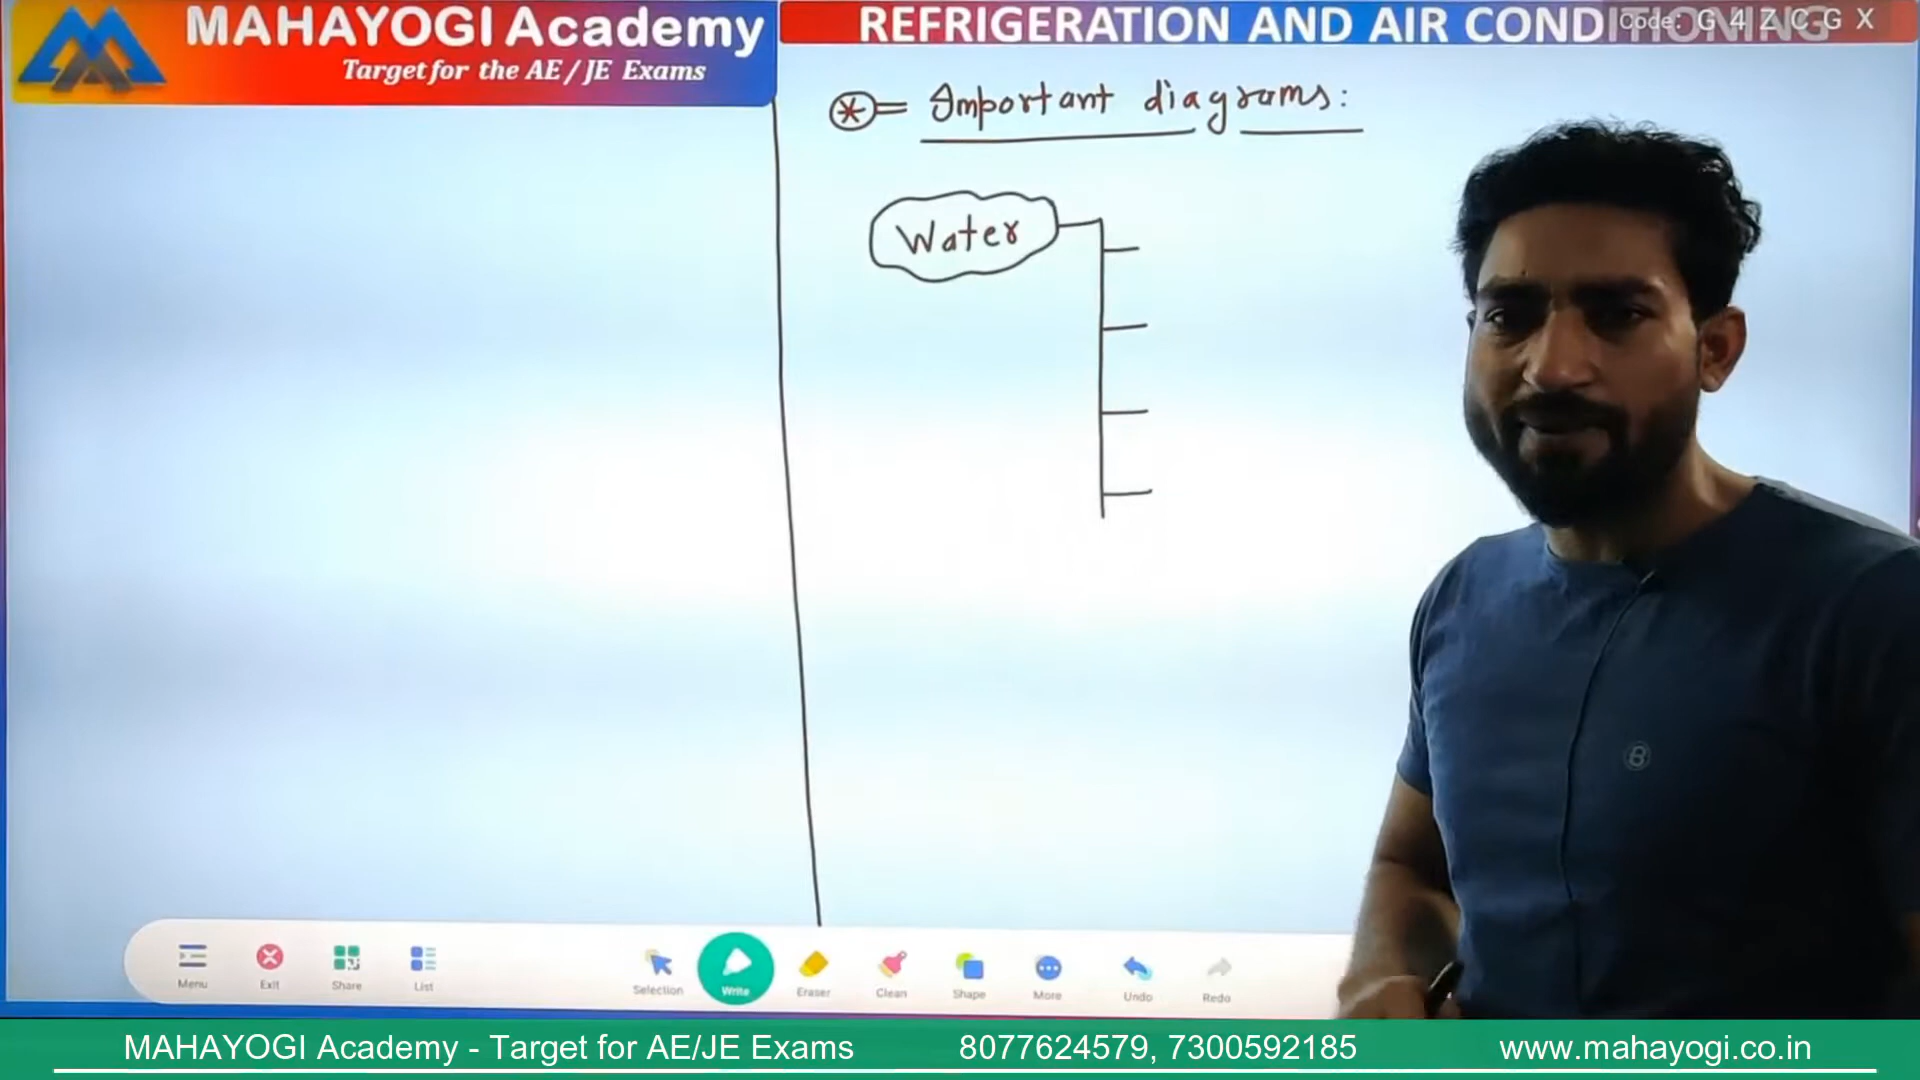 MAHAYOGI Academy
Target for the AE / JE Exams
REFRIGERATION AND AIR CONDITIONING
Code: G 4 Z C G X
Important diagrams:
Water
Menu
Exit
Share
List
Selection
Write
Eraser
Clean
Shape
More
Undo
Redo
MAHAYOGI Academy - Target for AE/JE Exams 8077624579, 7300592185 www.mahayogi.co.in